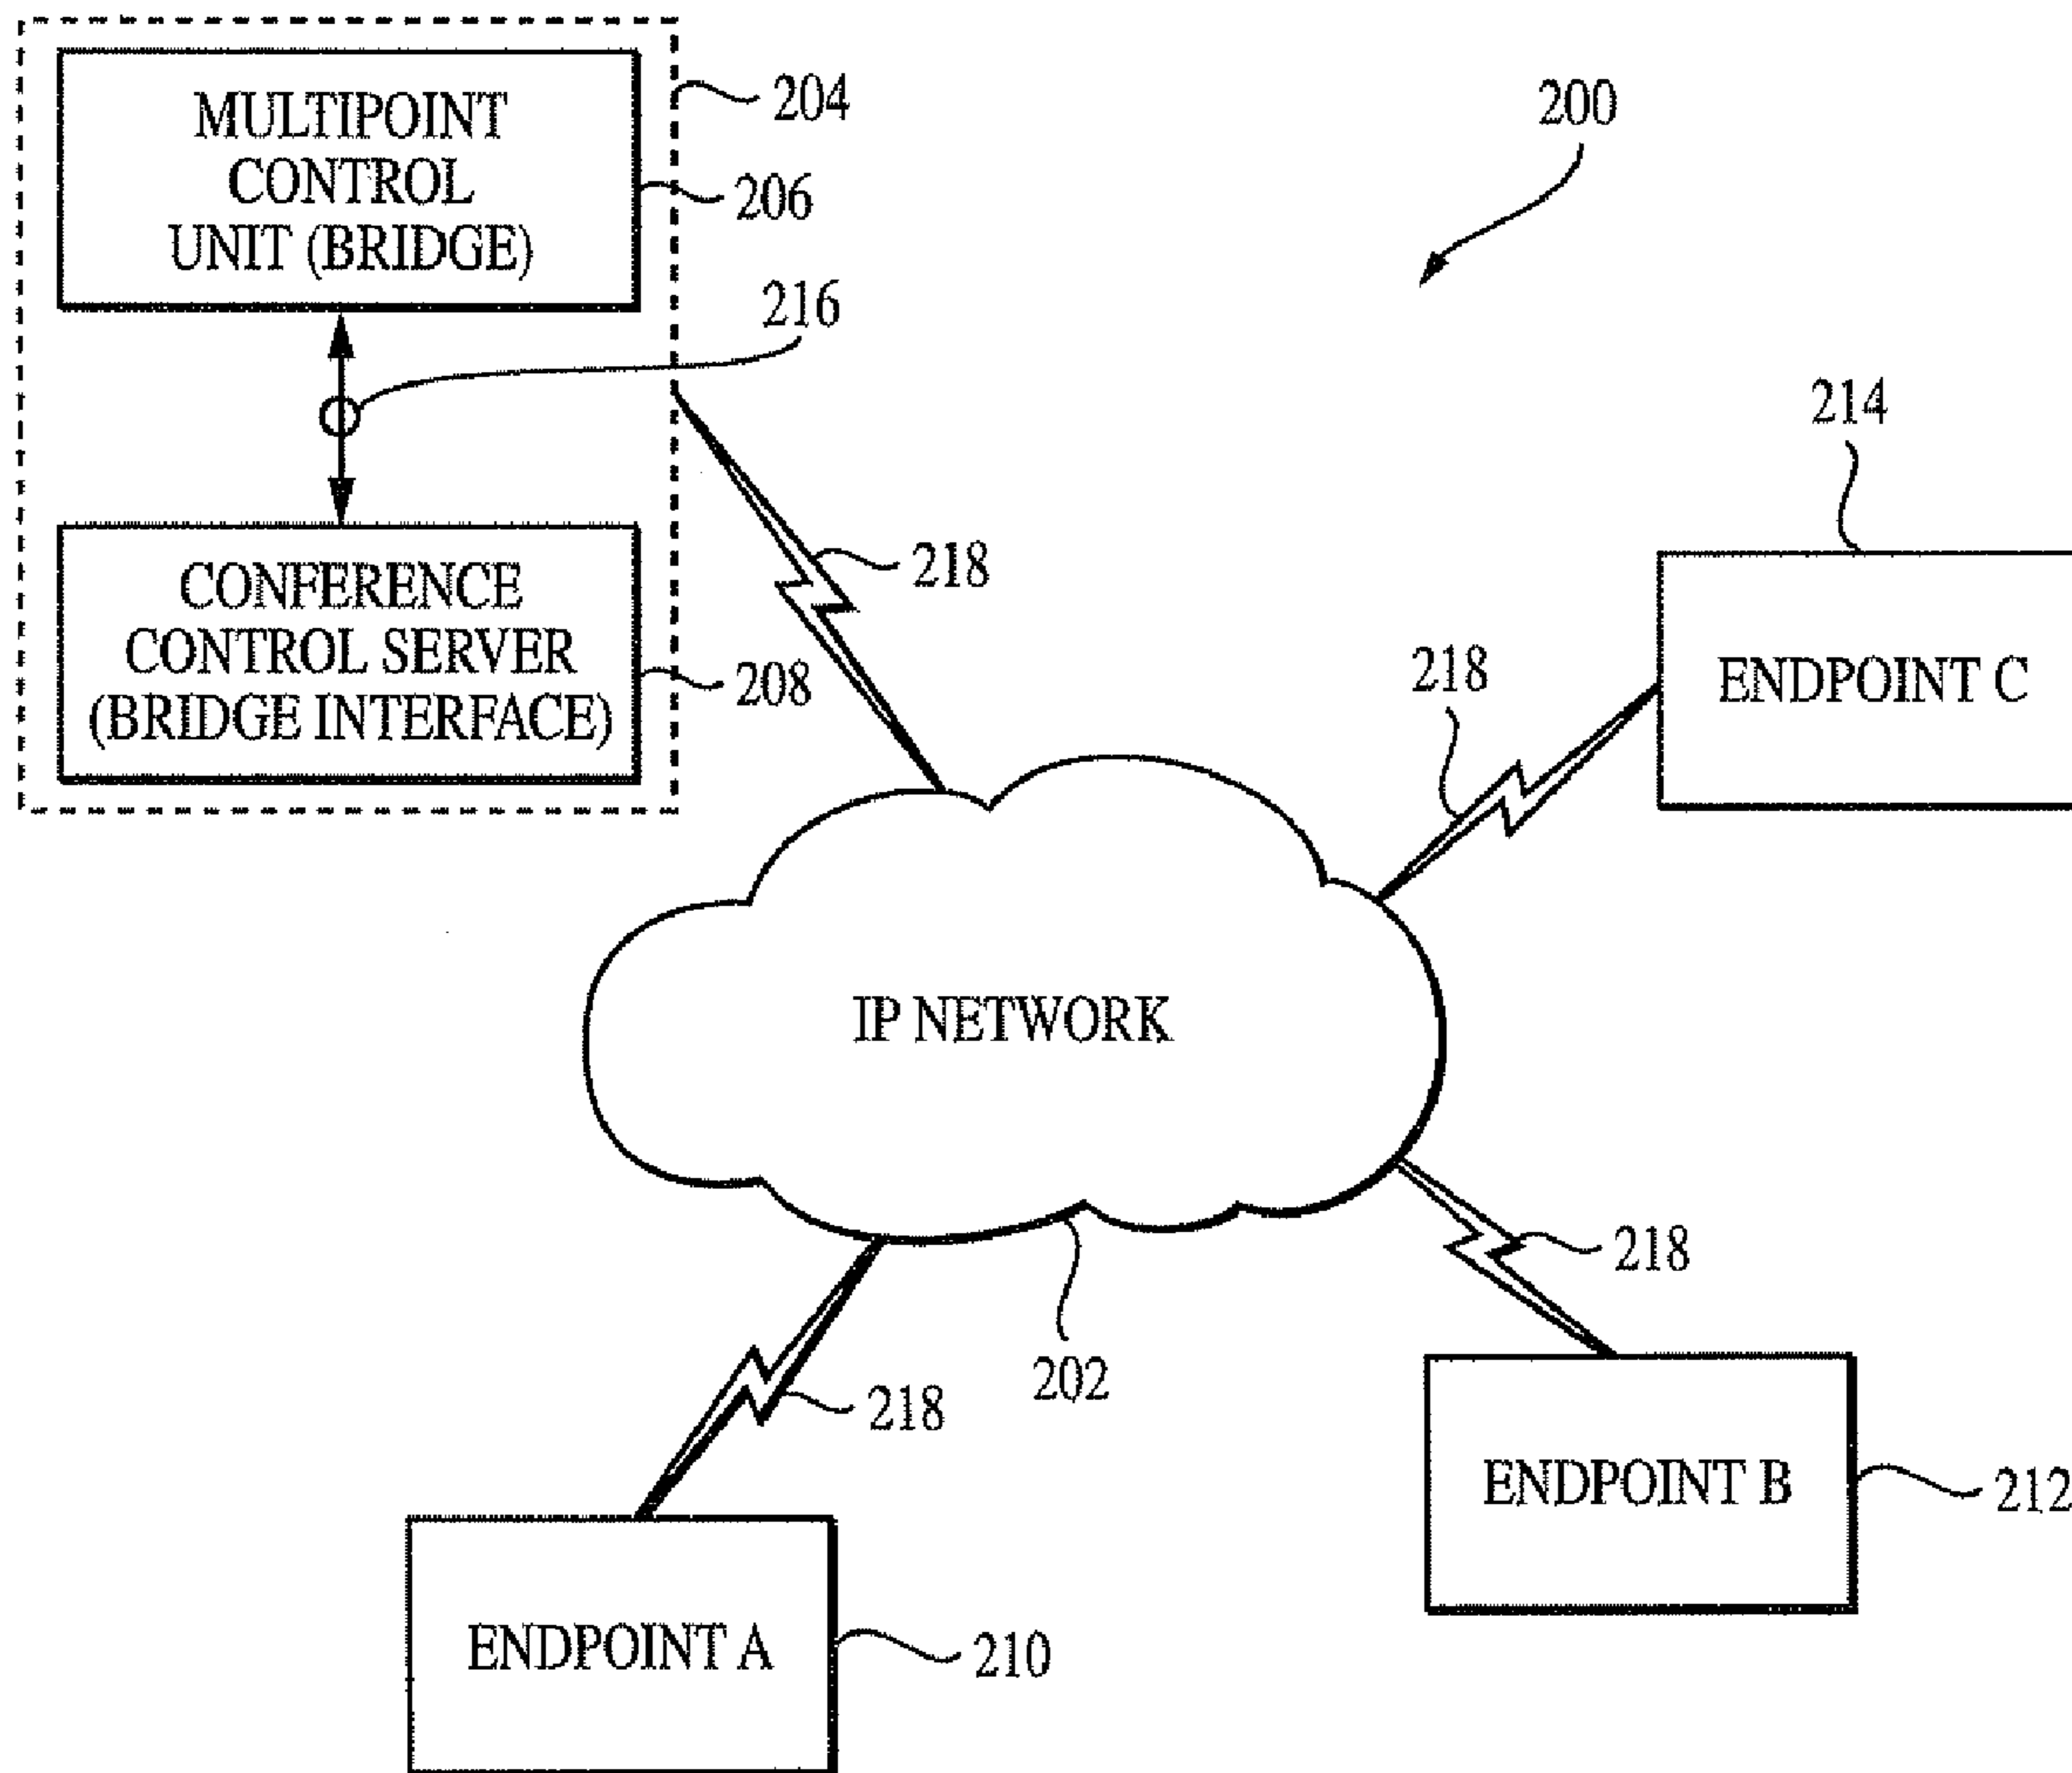 MULTIPOINT
CONTROL
UNIT (BRIDGE)
204
206
200
216
CONFERENCE
CONTROL SERVER
(BRIDGE INTERFACE)
208
218
214
218
ENDPOINT C
IP NETWORK
218
202
218
ENDPOINT B
212
ENDPOINT A
210